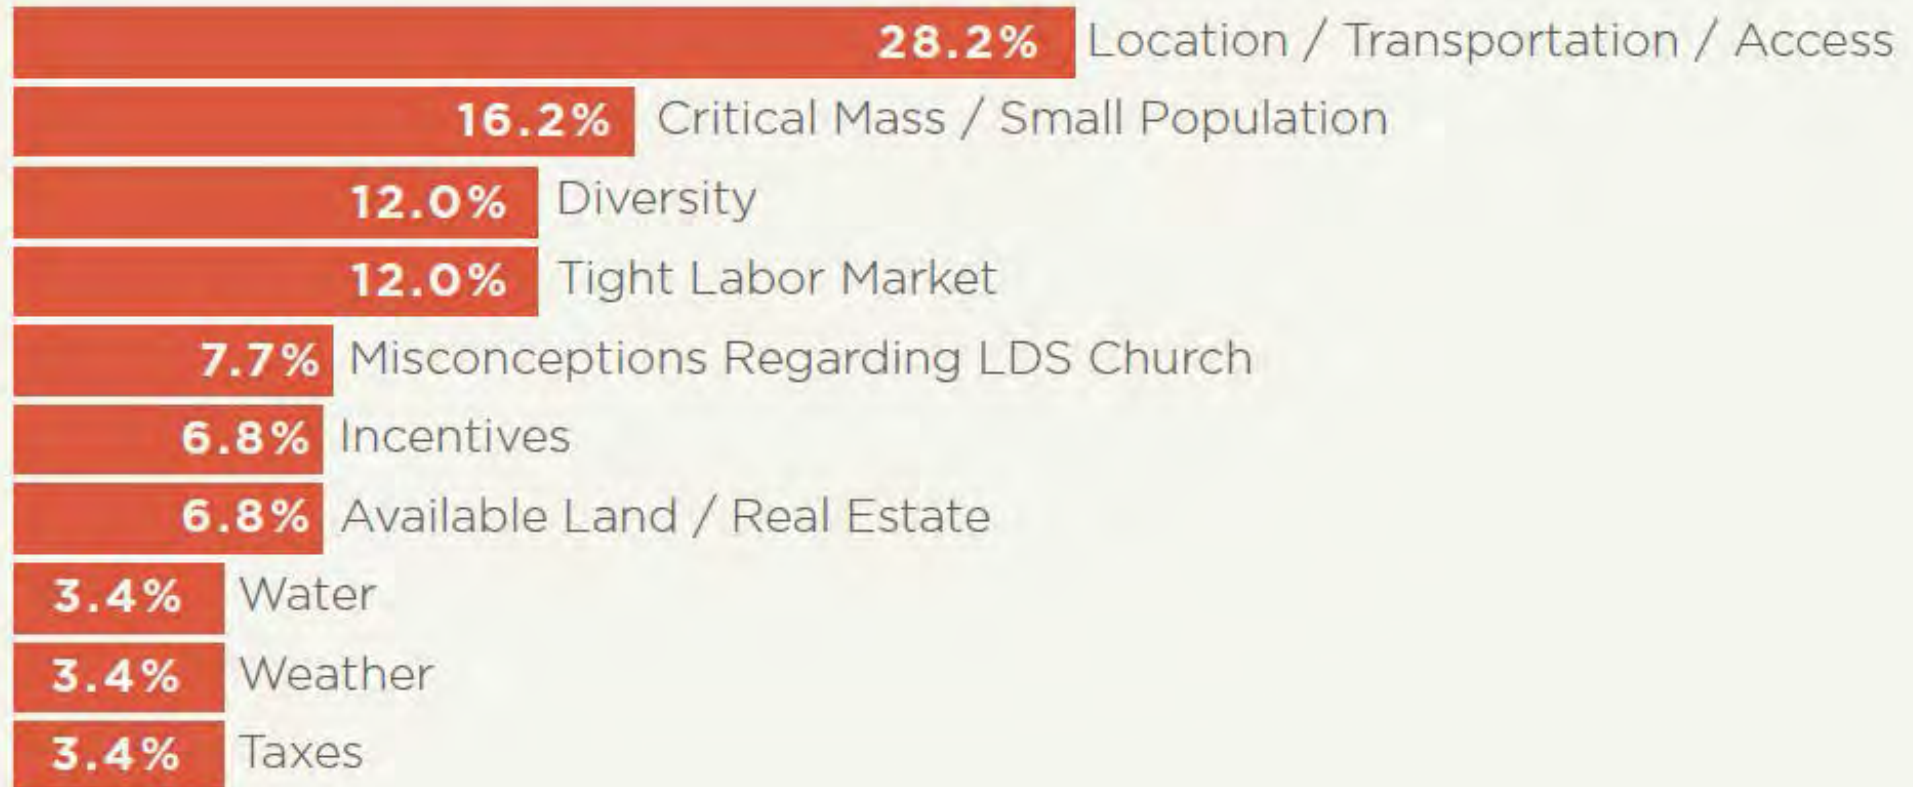 28.2% Location / Transportation / Access
16.2% Critical Mass / Small Population
12.0% Diversity
12.0% Tight Labor Market
7.7% Misconceptions Regarding LDS Church
6.8% Incentives
6.8% Available Land / Real Estate
3.4% Water
3.4% Weather
3.4% Taxes